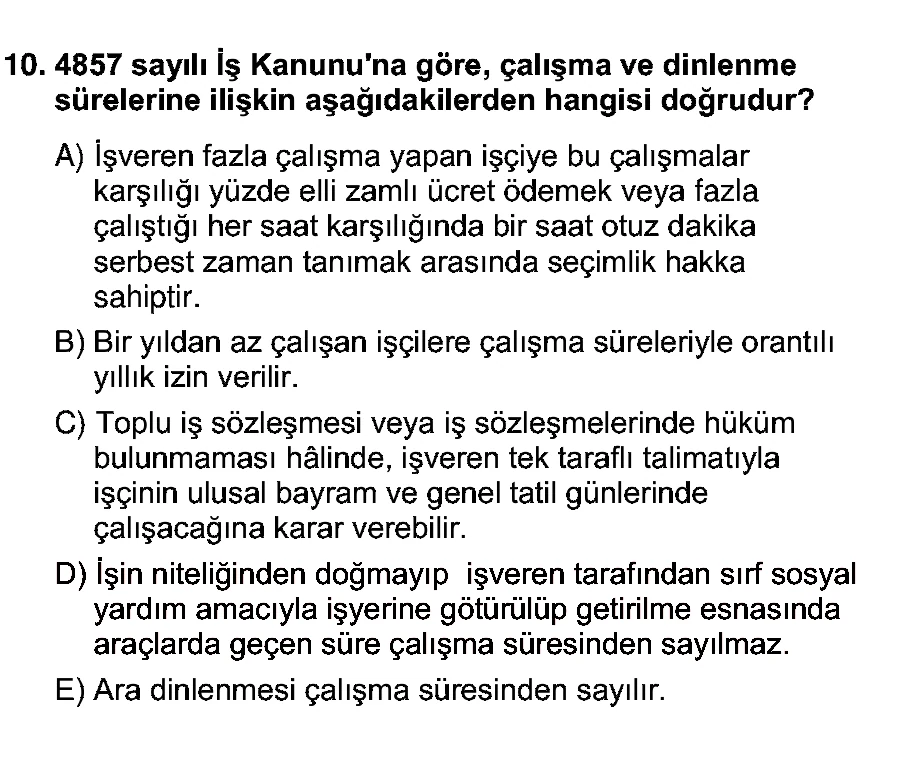 10. 4857 sayılı İş Kanunu'na göre, çalışma ve dinlenme
sürelerine ilişkin aşağıdakilerden hangisi doğrudur?
A) İşveren fazla çalışma yapan işçiye bu çalışmalar
karşılığı yüzde elli zamlı ücret ödemek veya fazla
çalıştığı her saat karşılığında bir saat otuz dakika
serbest zaman tanımak arasında seçimlik hakka
sahiptir.
B) Bir yıldan az çalışan işçilere çalışma süreleriyle orantılı
yıllık izin verilir.
C) Toplu iş sözleşmesi veya iş sözleşmelerinde hüküm
bulunmaması hâlinde, işveren tek taraflı talimatıyla
işçinin ulusal bayram ve genel tatil günlerinde
çalışacağına karar verebilir.
D) İşin niteliğinden doğmayıp işveren tarafından sırf sosyal
yardım amacıyla işyerine götürülüp getirilme esnasında
araçlarda geçen süre çalışma süresinden sayılmaz.
E) Ara dinlenmesi çalışma süresinden sayılır.